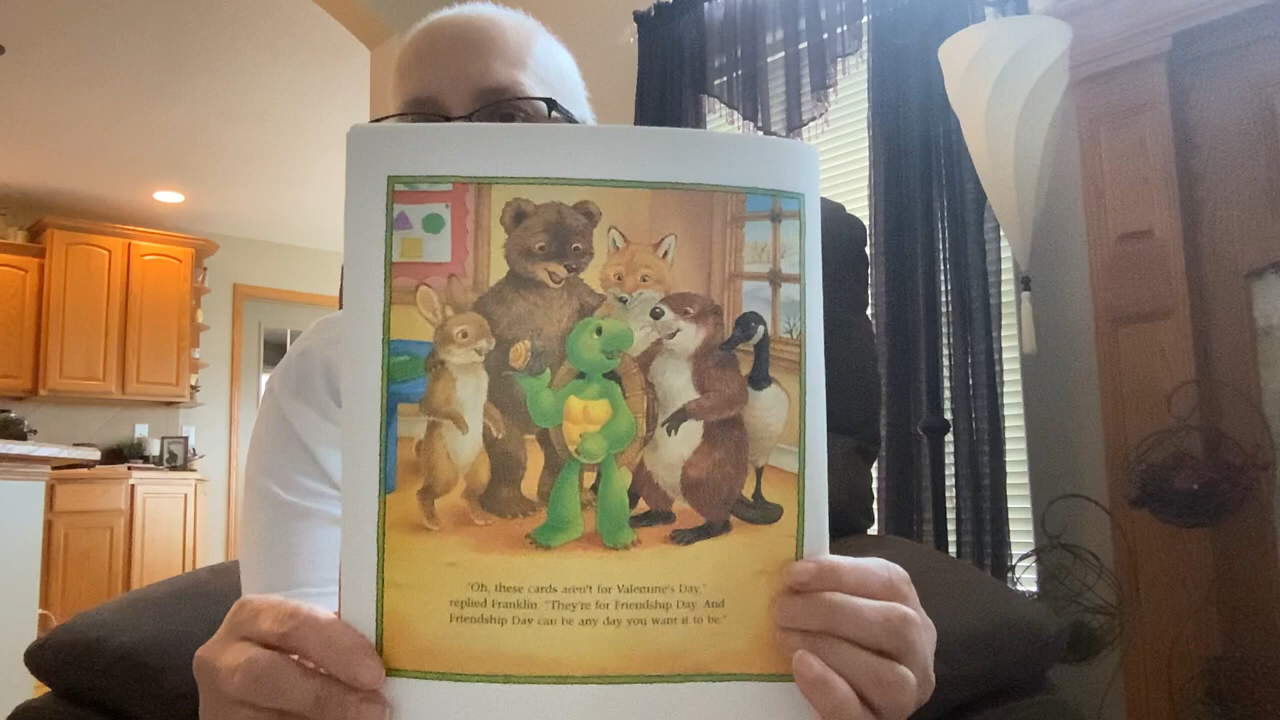 "Oh, these cards aren't for Valentine's Day,"
replied Franklin. "They're for Friendship Day. And
Friendship Day can be any day you want it to be."